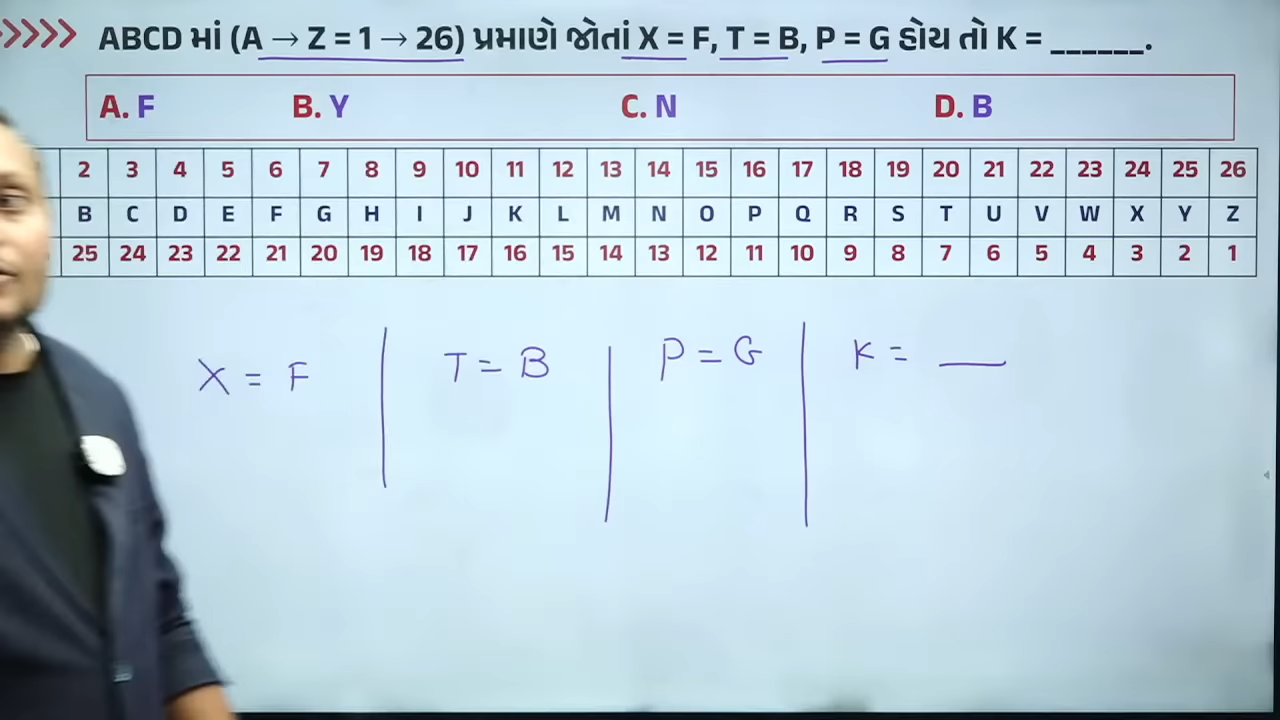 ABCD માં (A → Z = 1 → 26) પ્રમાણે જોતાં X = F, T = B, P = G હોય તો K = ______.
A. F B. Y C. N D. B
2 3 4 5 6 7 8 9 10 11 12 13 14 15 16 17 18 19 20 21 22 23 24 25 26
B C D E F G H I J K L M N O P Q R S T U V W X Y Z
25 24 23 22 21 20 19 18 17 16 15 14 13 12 11 10 9 8 7 6 5 4 3 2 1
X = F T = B P = G K = __